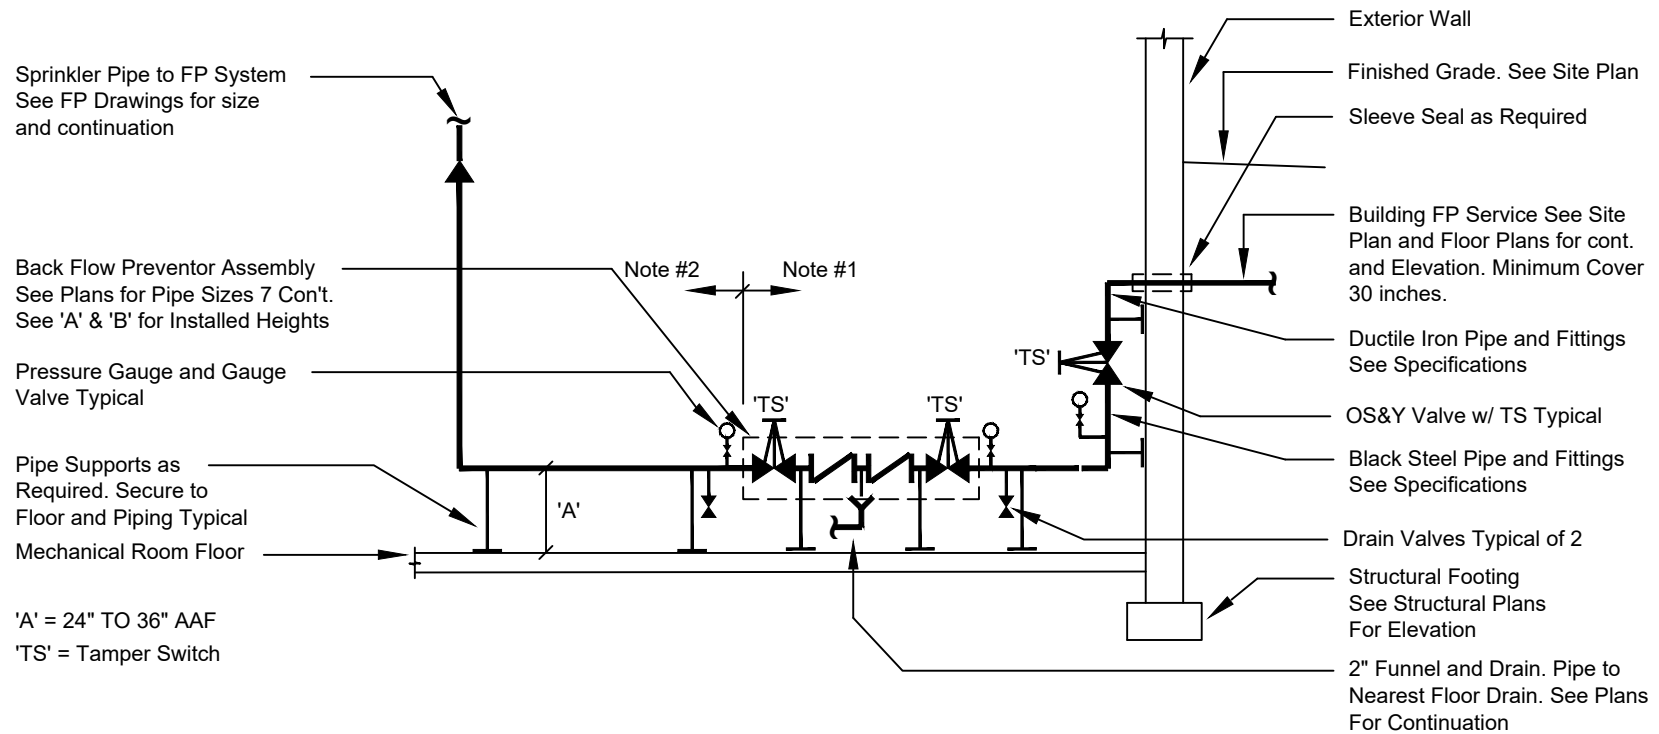 Sprinkler Pipe to FP System
See FP Drawings for size
and continuation
Back Flow Preventor Assembly
See Plans for Pipe Sizes 7 Con't.
See 'A' & 'B' for Installed Heights
Pressure Gauge and Gauge
Valve Typical
Pipe Supports as
Required. Secure to
Floor and Piping Typical
Mechanical Room Floor
'A' = 24" TO 36" AAF
'TS' = Tamper Switch
Note #2
Note #1
'TS'
'TS'
'TS'
'A'
Exterior Wall
Finished Grade. See Site Plan
Sleeve Seal as Required
Building FP Service See Site
Plan and Floor Plans for cont.
and Elevation. Minimum Cover
30 inches.
Ductile Iron Pipe and Fittings
See Specifications
OS&Y Valve w/ TS Typical
Black Steel Pipe and Fittings
See Specifications
Drain Valves Typical of 2
Structural Footing
See Structural Plans
For Elevation
2" Funnel and Drain. Pipe to
Nearest Floor Drain. See Plans
For Continuation